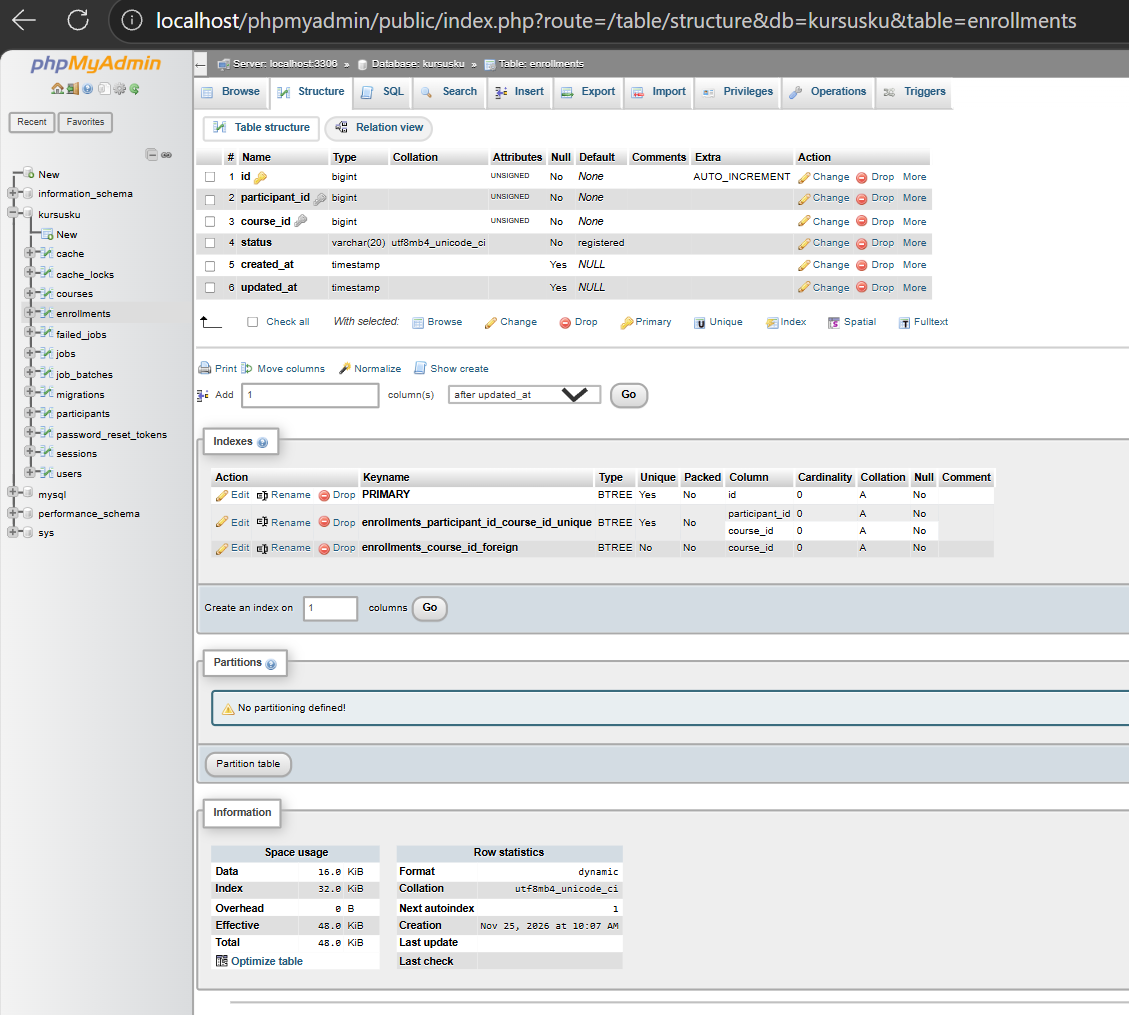 localhost/phpmyadmin/public/index.php?route=/table/structure&db=kursusku&table=enrollments
phpMyAdmin
Recent Favorites
New
information_schema
kursusku
New
cache
cache_locks
courses
enrollments
failed_jobs
jobs
job_batches
migrations
participants
password_reset_tokens
sessions
users
mysql
performance_schema
sys
Server: localhost:3306 » Database: kursusku » Table: enrollments
Browse Structure SQL Search Insert Export Import Privileges Operations Triggers
Table structure Relation view
# Name Type Collation Attributes Null Default Comments Extra Action
1 id bigint UNSIGNED No None AUTO_INCREMENT Change Drop More
2 participant_id bigint UNSIGNED No None Change Drop More
3 course_id bigint UNSIGNED No None Change Drop More
4 status varchar(20) utf8mb4_unicode_ci No registered Change Drop More
5 created_at timestamp Yes NULL Change Drop More
6 updated_at timestamp Yes NULL Change Drop More
Check all With selected: Browse Change Drop Primary Unique Index Spatial Fulltext
Print Move columns Normalize Show create
Add 1 column(s) after updated_at Go
Indexes
Action Keyname Type Unique Packed Column Cardinality Collation Null Comment
Edit Rename Drop PRIMARY BTREE Yes No id 0 A No
Edit Rename Drop enrollments_participant_id_course_id_unique BTREE Yes No participant_id 0 A No
course_id 0 A No
Edit Rename Drop enrollments_course_id_foreign BTREE No No course_id 0 A No
Create an index on 1 columns Go
Partitions
No partitioning defined!
Partition table
Information
Space usage
Data 16.0 KiB
Index 32.0 KiB
Overhead 0 B
Effective 48.0 KiB
Total 48.0 KiB
Optimize table
Row statistics
Format dynamic
Collation utf8mb4_unicode_ci
Next autoindex 1
Creation Nov 25, 2026 at 10:07 AM
Last update
Last check